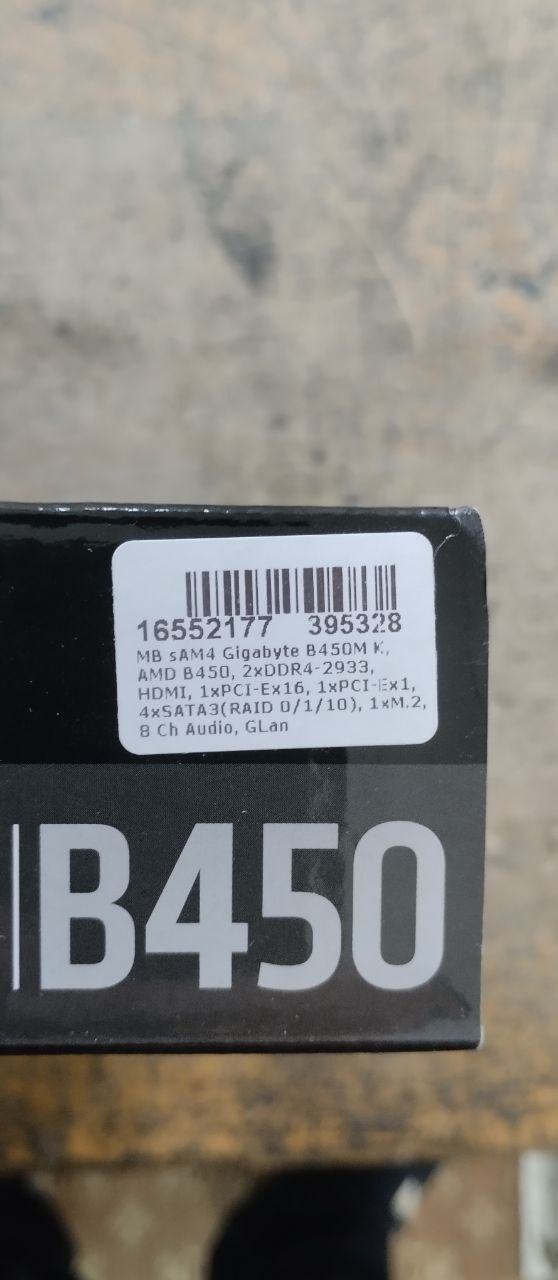 16552177 395328
MB sAM4 Gigabyte B450M K,
AMD B450, 2xDDR4-2933,
HDMI, 1xPCI-Ex16, 1xPCI-Ex1,
4xSATA3(RAID 0/1/10), 1xM.2,
8 Ch Audio, GLan
B450